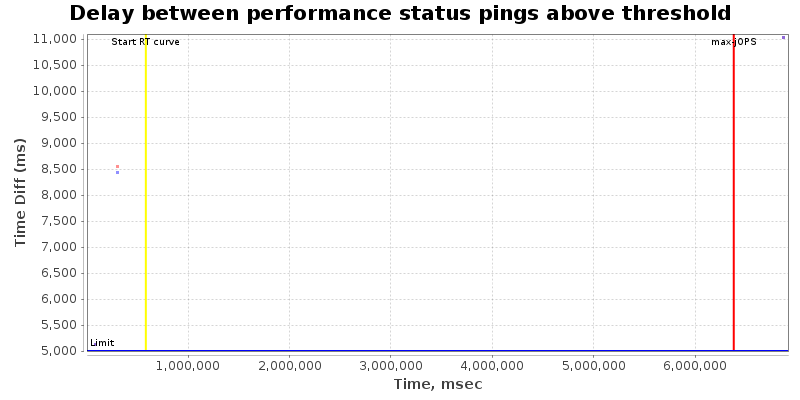 Delay between performance status pings above threshold
Time Diff (ms)
11,000
10,500
10,000
9,500
9,000
8,500
8,000
7,500
7,000
6,500
6,000
5,500
5,000
Start RT curve
max-jOPS
Limit
1,000,000 2,000,000 3,000,000 4,000,000 5,000,000 6,000,000
Time, msec